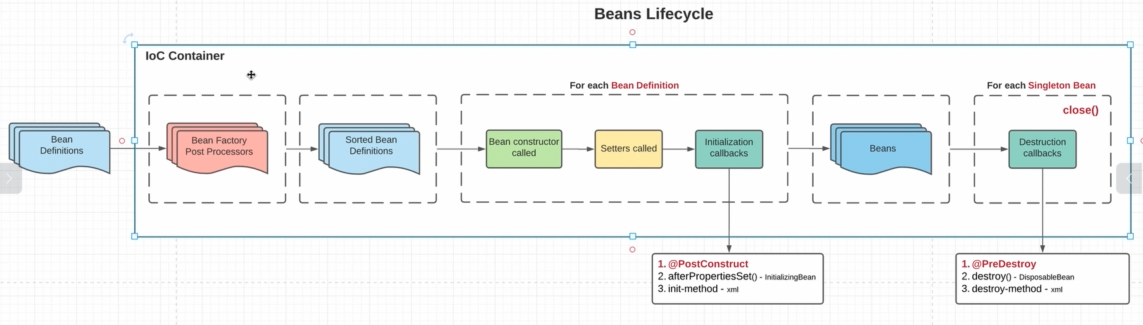 Beans Lifecycle
IoC Container
For each Bean Definition
For each Singleton Bean
close()
Bean
Definitions
Bean Factory
Post Processors
Sorted Bean
Definitions
Bean constructor
called
Setters called
Initialization
callbacks
Beans
Destruction
callbacks
1. @PostConstruct
2. afterPropertiesSet() - InitializingBean
3. init-method - xml
1. @PreDestroy
2. destroy() - DisposableBean
3. destroy-method - xml